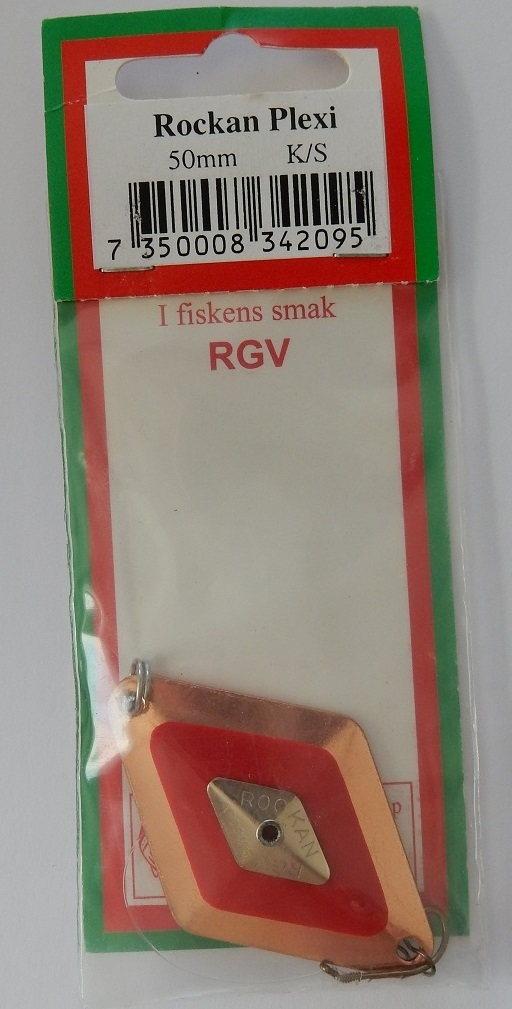 Rockan Plexi
50mm K/S
7 350008 342095
I fiskens smak
RGV
ROCKAN